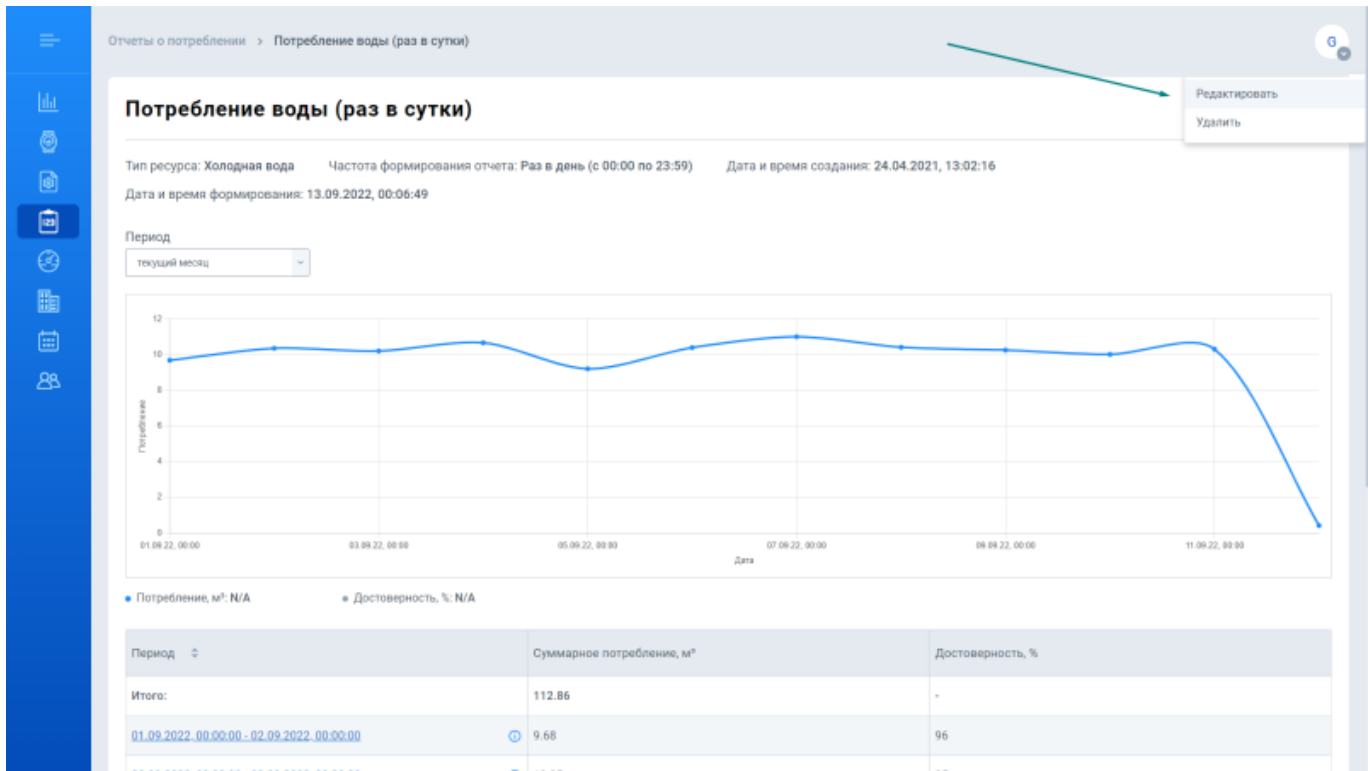 Отчеты о потреблении > Потребление воды (раз в сутки)
G
Редактировать
Удалить
Потребление воды (раз в сутки)
Тип ресурса: Холодная вода Частота формирования отчета: Раз в день (с 00:00 по 23:59) Дата и время создания: 24.04.2021, 13:02:16
Дата и время формирования: 13.09.2022, 00:06:49
Период
текущий месяц
12
10
8
6
4
2
0
Потребление
01.09.22, 00:00 03.09.22, 00:00 05.09.22, 00:00 07.09.22, 00:00 09.09.22, 00:00 11.09.22, 00:00
Дата
Потребление, м³: N/A Достоверность, %: N/A
Период Суммарное потребление, м³ Достоверность, %
Итого: 112.86 -
01.09.2022, 00:00:00 - 02.09.2022, 00:00:00 9.68 96